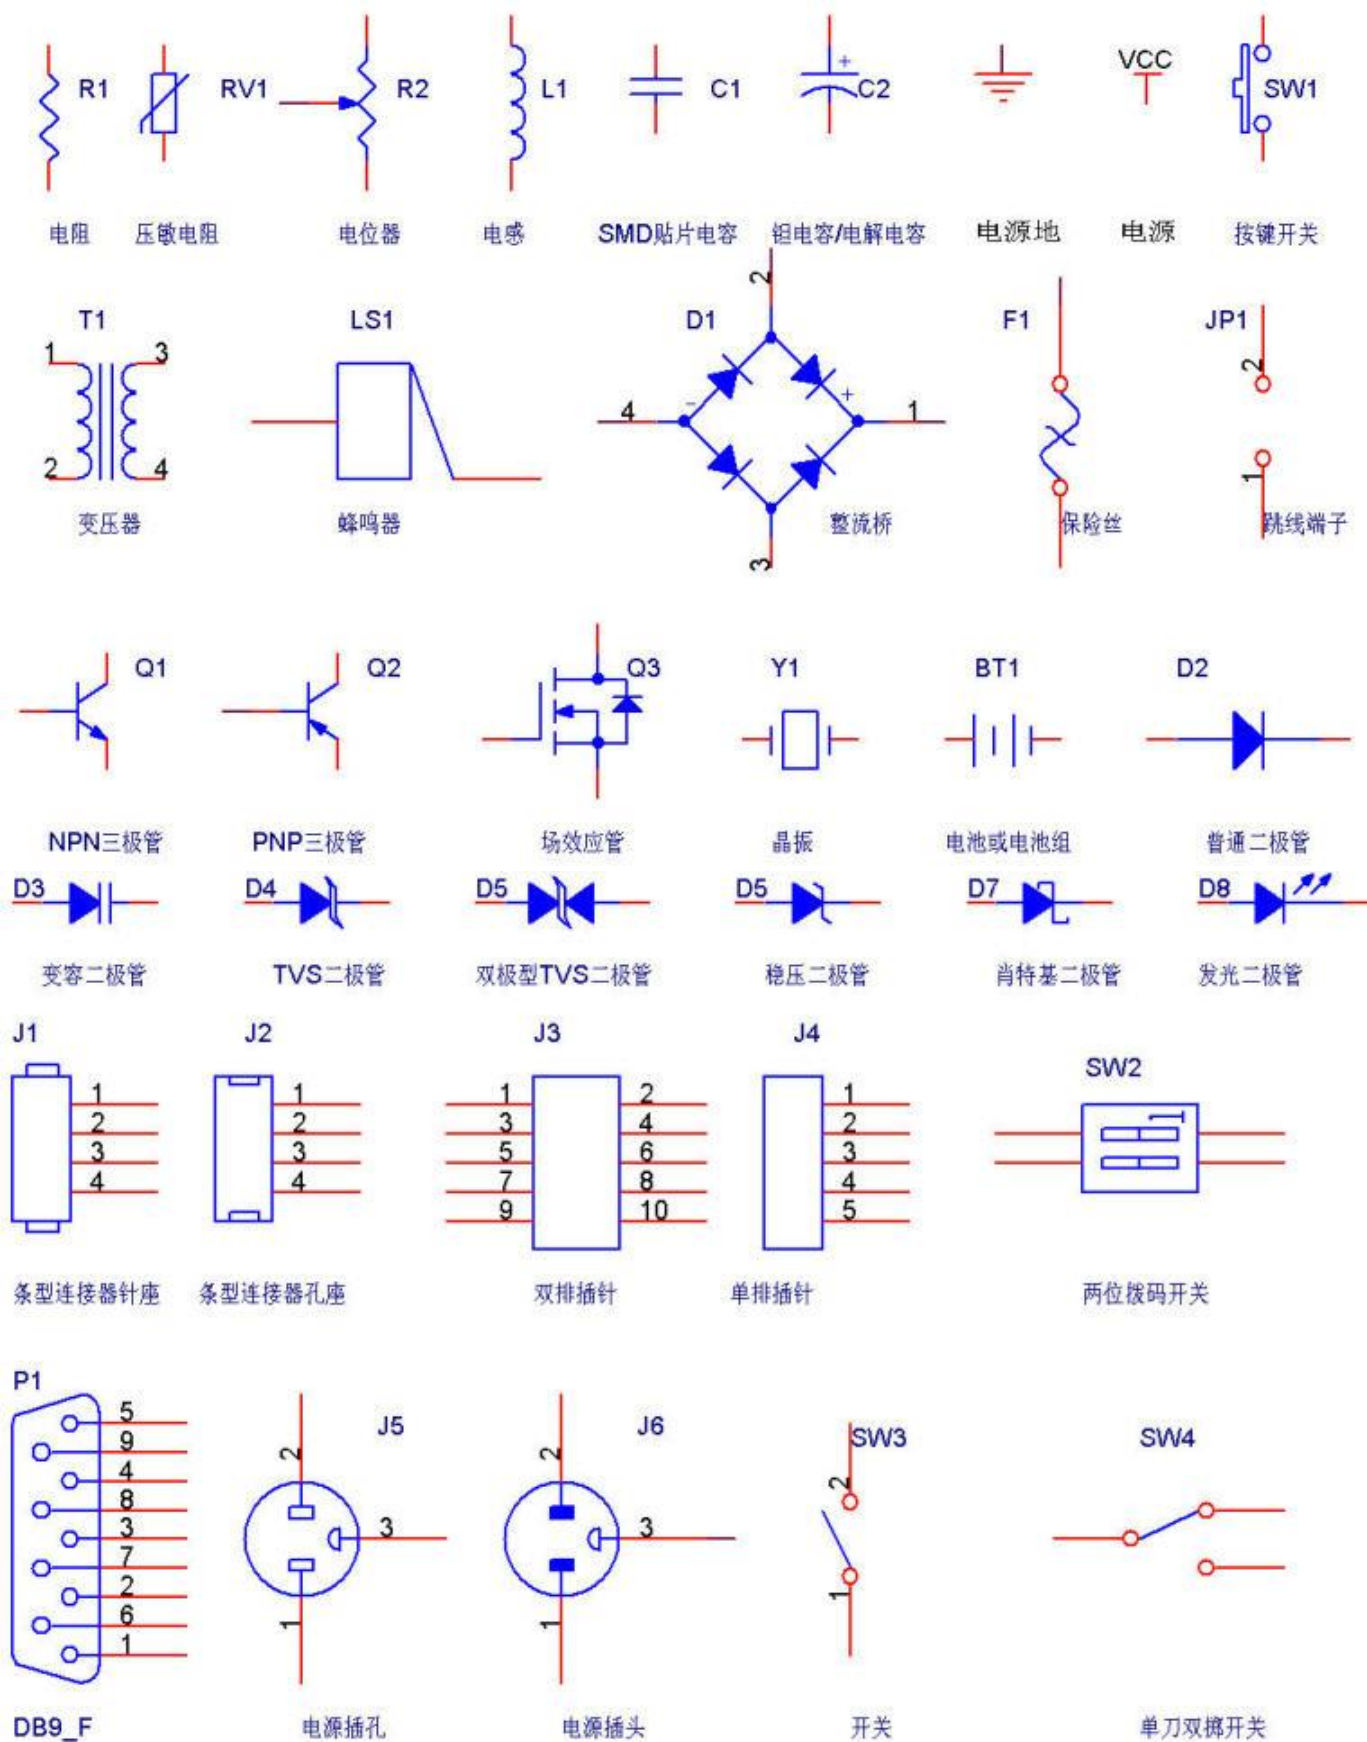 R1 RV1 R2 L1 C1 + C2 VCC SW1
电阻 压敏电阻 电位器 电感 SMD贴片电容 钽电容/电解电容 电源地 电源 按键开关
T1 LS1 D1 2 F1 JP1
1 3 2
4 - + 1
2 4 1
变压器 蜂鸣器 整流桥 保险丝 跳线端子
3
Q1 Q2 Q3 Y1 BT1 D2
NPN三极管 PNP三极管 场效应管 晶振 电池或电池组 普通二极管
D3 D4 D5 D5 D7 D8
变容二极管 TVS二极管 双极型TVS二极管 稳压二极管 肖特基二极管 发光二极管
J1 J2 J3 J4 SW2
1 1 1 2 1
2 2 3 4 2
3 3 5 6 3
4 4 7 8 4
9 10 5
条型连接器针座 条型连接器孔座 双排插针 单排插针 两位拨码开关
P1 J5 J6 SW3 SW4
5
9 2 2 2
4
8
3 3 3
7
2 1
6 1 1
1
DB9_F 电源插孔 电源插头 开关 单刀双掷开关